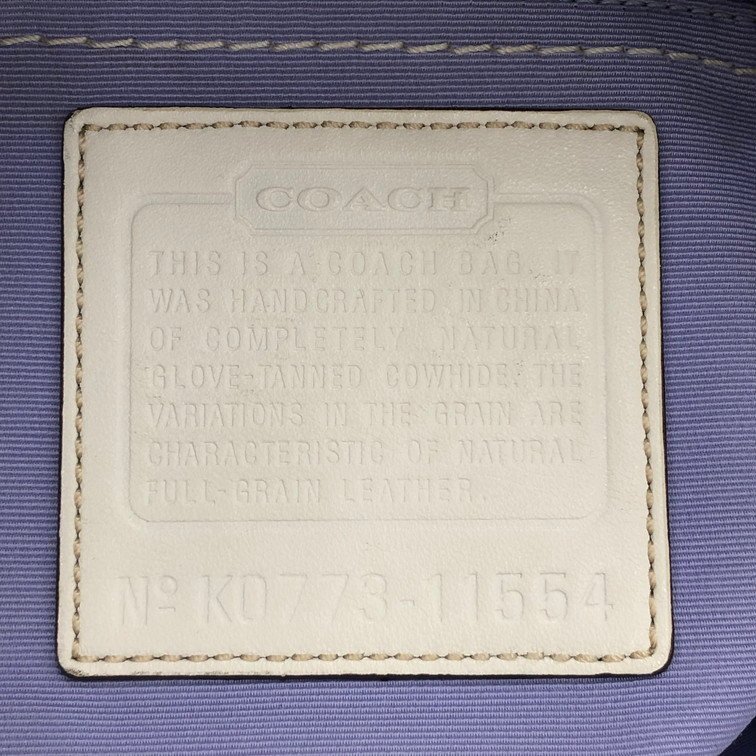 COACH
THIS IS A COACH BAG. IT
WAS HANDCRAFTED IN CHINA
OF COMPLETELY NATURAL
GLOVE-TANNED COWHIDE. THE
VARIATIONS IN THE GRAIN ARE
CHARACTERISTIC OF NATURAL
FULL-GRAIN LEATHER.
Nº K0773-11554